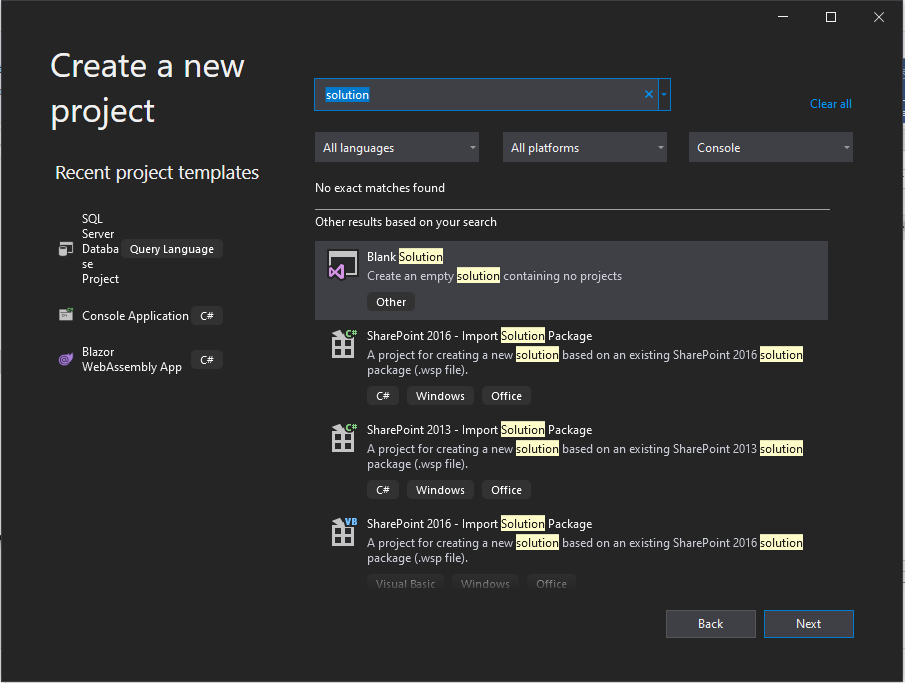 Create a new
project
Recent project templates
SQL
Server
Databa
se
Project
Query Language
Console Application
C#
Blazor
WebAssembly App
C#
solution
Clear all
All languages
All platforms
Console
No exact matches found
Other results based on your search
Blank Solution
Create an empty solution containing no projects
Other
C#
SharePoint 2016 - Import Solution Package
A project for creating a new solution based on an existing SharePoint 2016 solution
package (.wsp file).
C# Windows Office
C#
SharePoint 2013 - Import Solution Package
A project for creating a new solution based on an existing SharePoint 2013 solution
package (.wsp file).
C# Windows Office
VB
SharePoint 2016 - Import Solution Package
A project for creating a new solution based on an existing SharePoint 2016 solution
package (.wsp file).
Visual Basic Windows Office
Back
Next